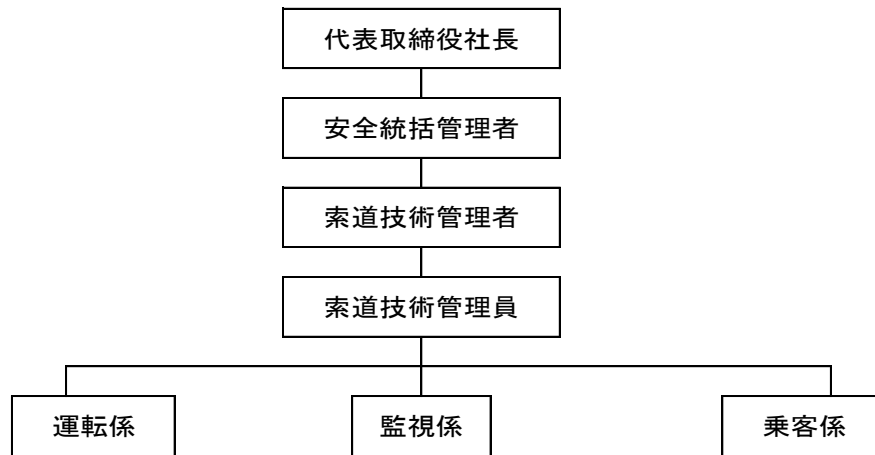 代表取締役社長
安全統括管理者
索道技術管理者
索道技術管理員
運転係
監視係
乗客係